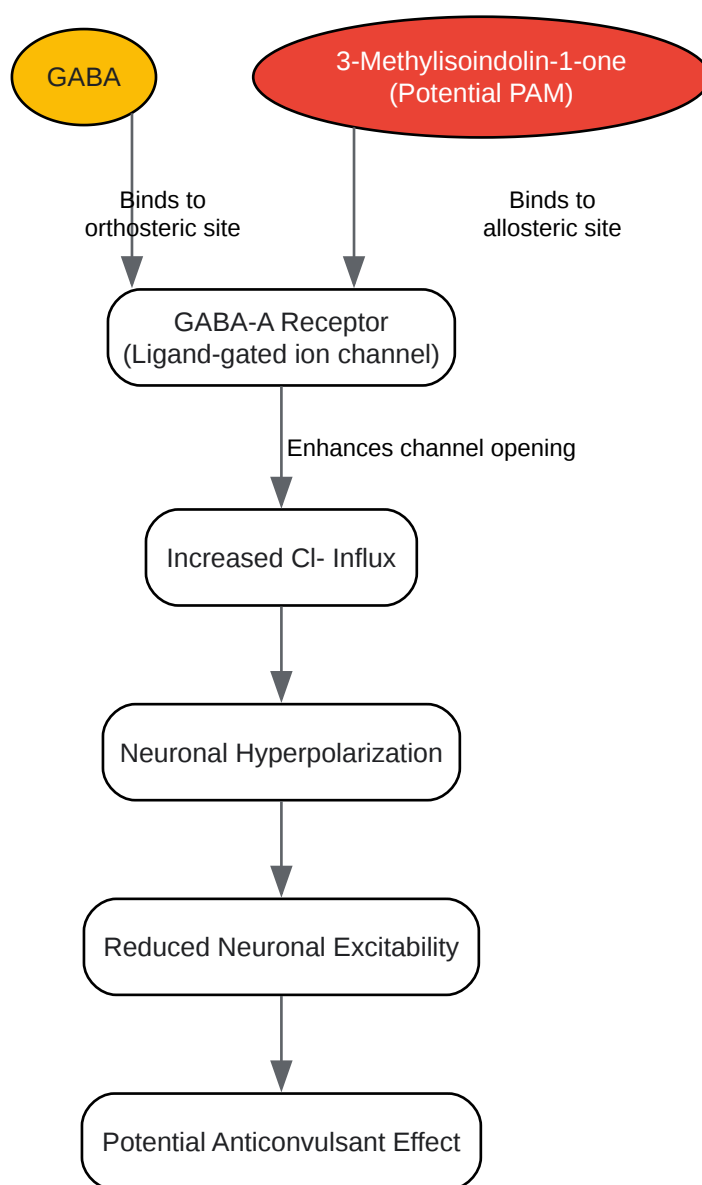 GABA
3-Methylisoindolin-1-one
(Potential PAM)
Binds to
orthosteric site
Binds to
allosteric site
GABA-A Receptor
(Ligand-gated ion channel)
Enhances channel opening
Increased Cl- Influx
Neuronal Hyperpolarization
Reduced Neuronal Excitability
Potential Anticonvulsant Effect